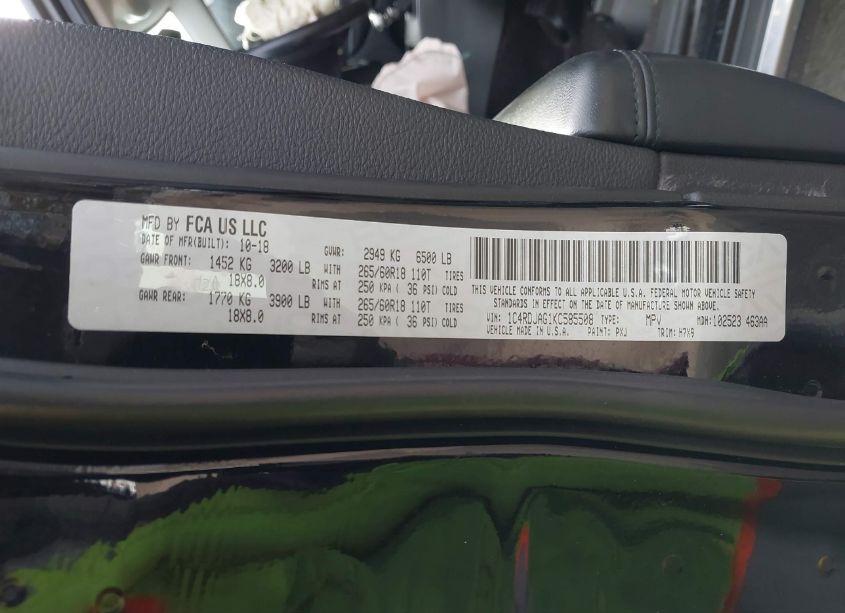 MFD BY FCA US LLC
DATE OF MFR(BUILT): 10-18 GVWR: 2949 KG 6500 LB
GAWR FRONT: 1452 KG 3200 LB WITH 265/60R18 110T TIRES
18X8.0 RIMS AT 250 KPA ( 36 PSI) COLD
GAWR REAR: 1770 KG 3900 LB WITH 265/60R18 110T TIRES
18X8.0 RIMS AT 250 KPA ( 36 PSI) COLD
THIS VEHICLE CONFORMS TO ALL APPLICABLE U.S.A. FEDERAL MOTOR VEHICLE SAFETY
STANDARDS IN EFFECT ON THE DATE OF MANUFACTURE SHOWN ABOVE.
VIN: 1C4RDJAG1KC585508 TYPE: MPV MDH: 102523 463AA
VEHICLE MADE IN U.S.A. PAINT: PXJ TRIM: H7X9